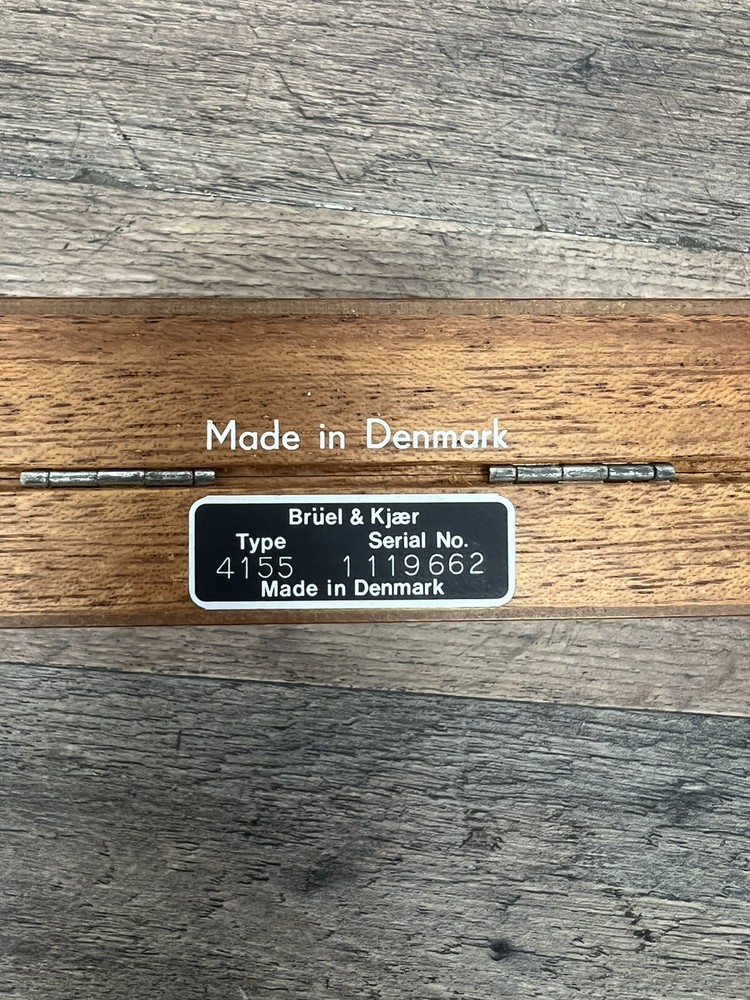 Made in Denmark
Brüel & Kjær
Type Serial No.
4155 1119662
Made in Denmark